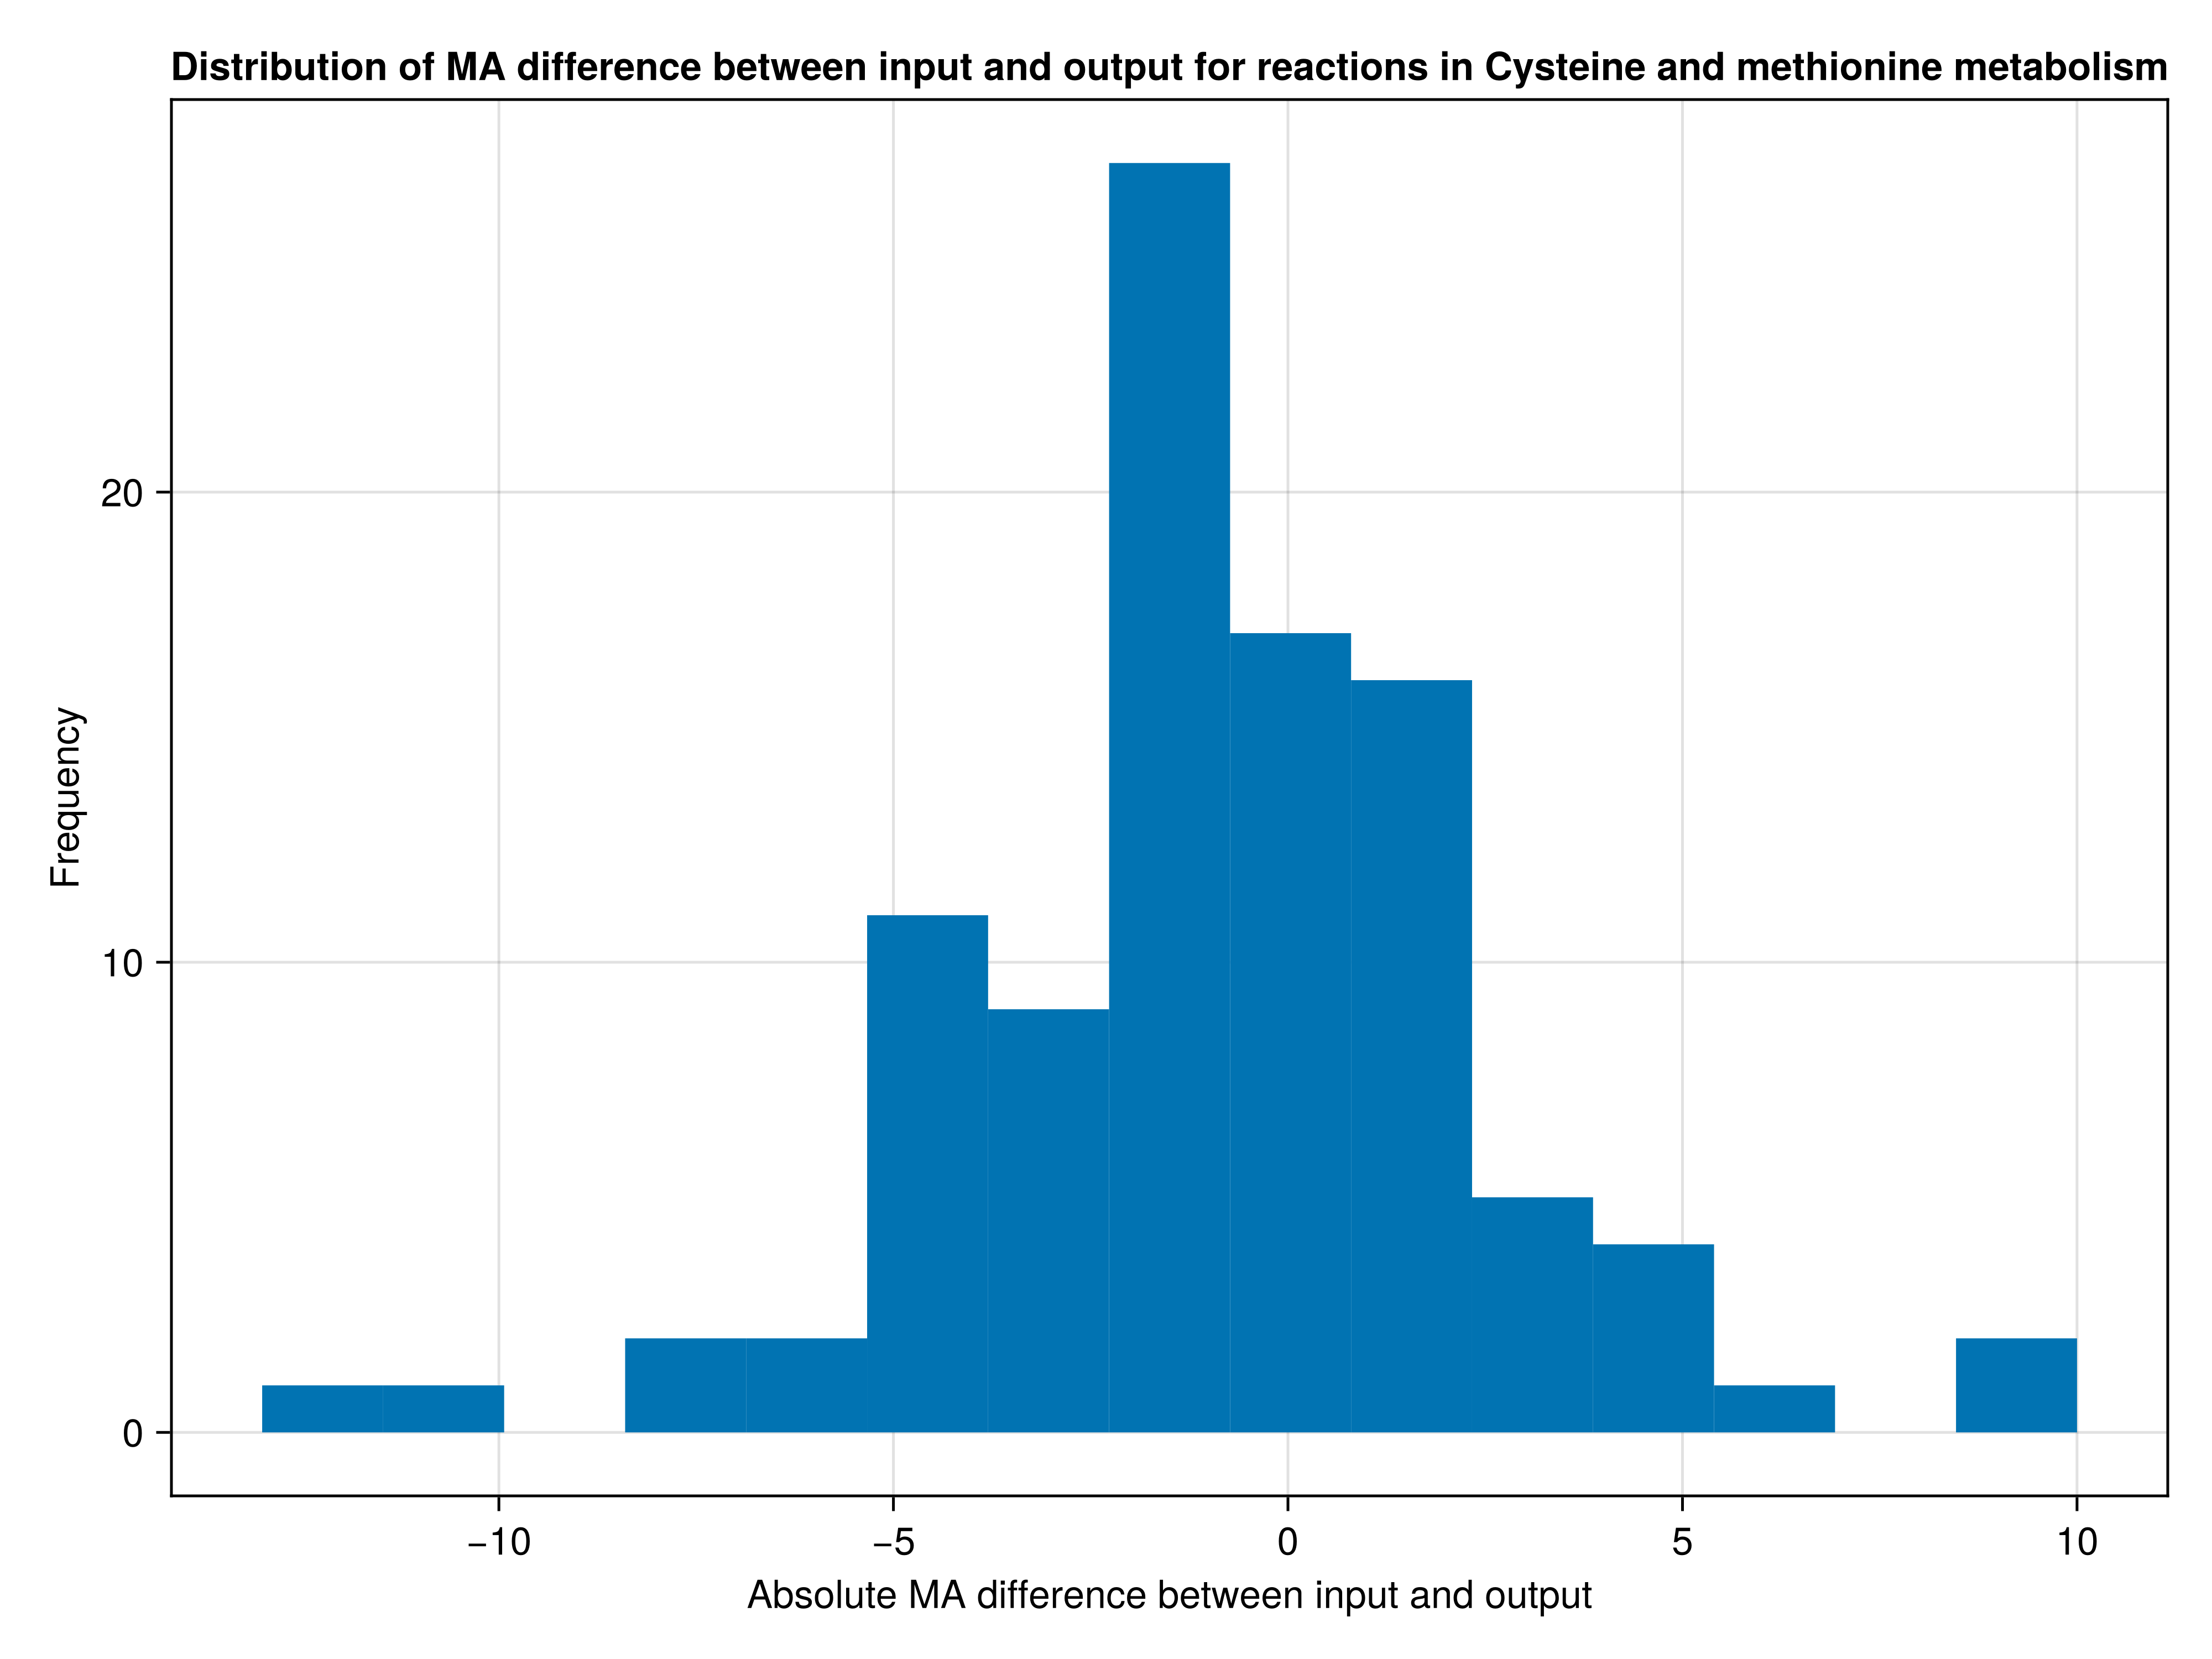 Distribution of MA difference between input and output for reactions in Cysteine and methionine metabolism
20
10
0
Frequency
−10
−5
0
5
10
Absolute MA difference between input and output